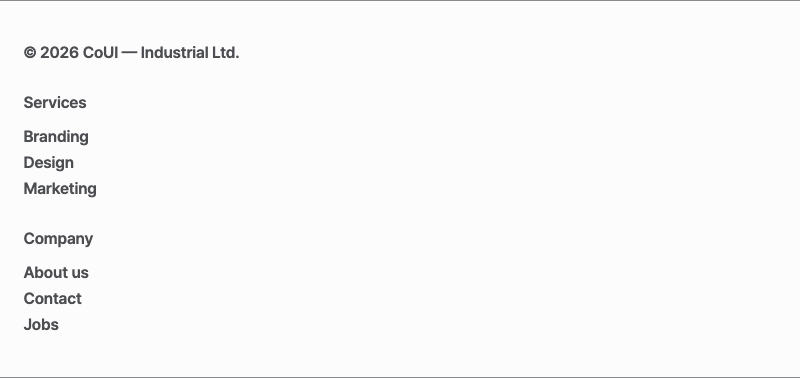 © 2026 CoUI — Industrial Ltd.
Services
Branding
Design
Marketing
Company
About us
Contact
Jobs